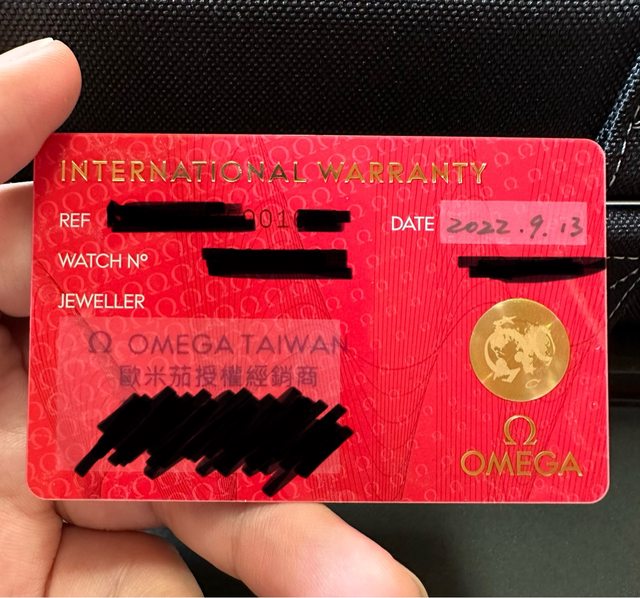 INTERNATIONAL WARRANTY
REF 001 DATE 2022.9.13
WATCH Nº
JEWELLER
Ω OMEGA TAIWAN
歐米茄授權經銷商
Ω
OMEGA